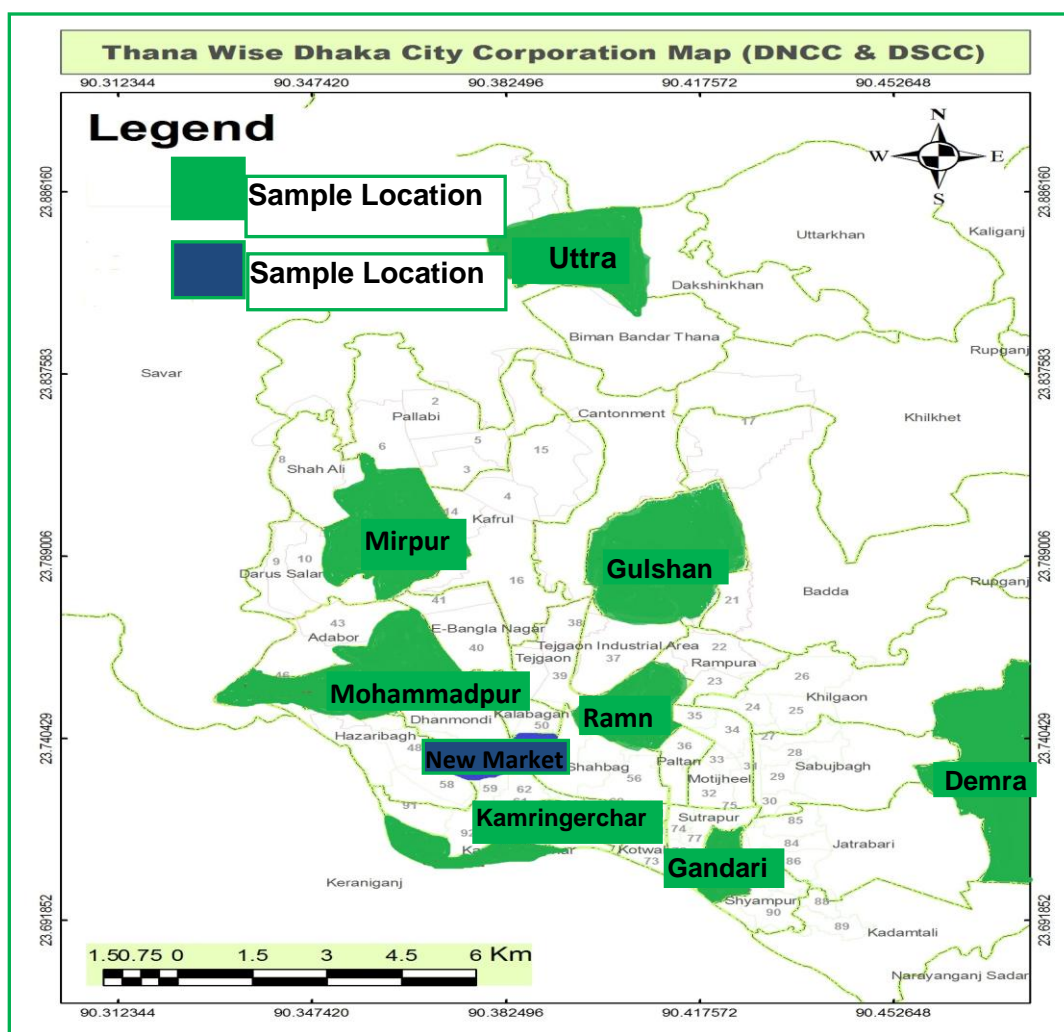 Thana Wise Dhaka City Corporation Map (DNCC & DSCC)
90.312344 90.347420 90.382496 90.417572 90.452648
Legend
N
W E
S
Sample Location
Sample Location
23.886160 23.886160
Uttarkhan
Kaliganj
Uttra
Dakshinkhan
Biman Bandar Thana
Rupganj
23.837583 23.837583
Savar
2
Pallabi
Cantonment
17
Khilkhet
5
6
15
8
Shah Ali
3
4
14
Kafrul
Mirpur
23.789006 23.789006
9
10
Darus Salam
Gulshan
16
Badda
Rupganj
41
21
43
Adabor
E-Bangla Nagar
38
40
Tejgaon Industrial Area
Tejgaon
37
22
Rampura
39
23
26
46
Mohammadpur
Khilgaon
Dhanmondi
Kalabagan
50
Ramn
35
24
25
Hazaribagh
34
27
23.740429 23.740429
48
New Market
Shahbag
36
Paltan
33
31
28
Sabujbagh
56
Motijheel
29
Demra
58
59
62
32
75
30
91
Kamringerchar
Sutrapur
85
92
74
77
84
Jatrabari
Kotwa
73
Gandari
86
Keraniganj
Shyampur
88
90
89
Kadamtali
23.691852 23.691852
1.5 0.75 0 1.5 3 4.5 6 Km
Narayanganj Sadar
90.312344 90.347420 90.382496 90.417572 90.452648